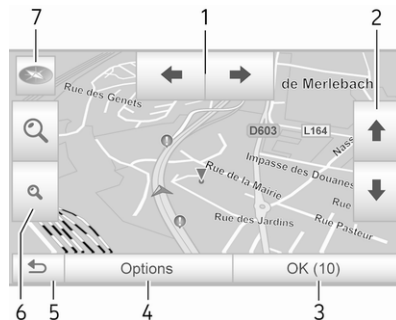 7
1
2
de Merlebach
Rue des Genets
D603
L164
Nass
Impasse des Douanes
Rue de la Mairie
Rue
Rue des Jardins
Rue Pasteur
Options
OK (10)
6
5
4
3